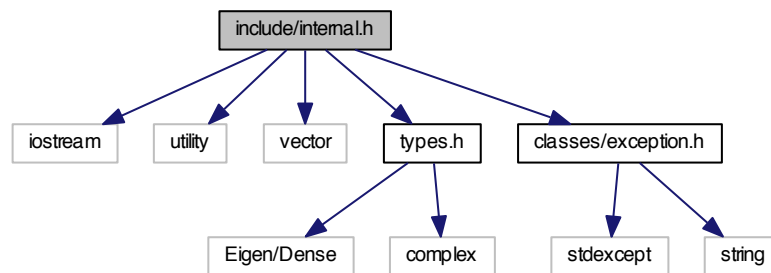 include/internal.h
iostream
utility
vector
types.h
classes/exception.h
Eigen/Dense
complex
stdexcept
string